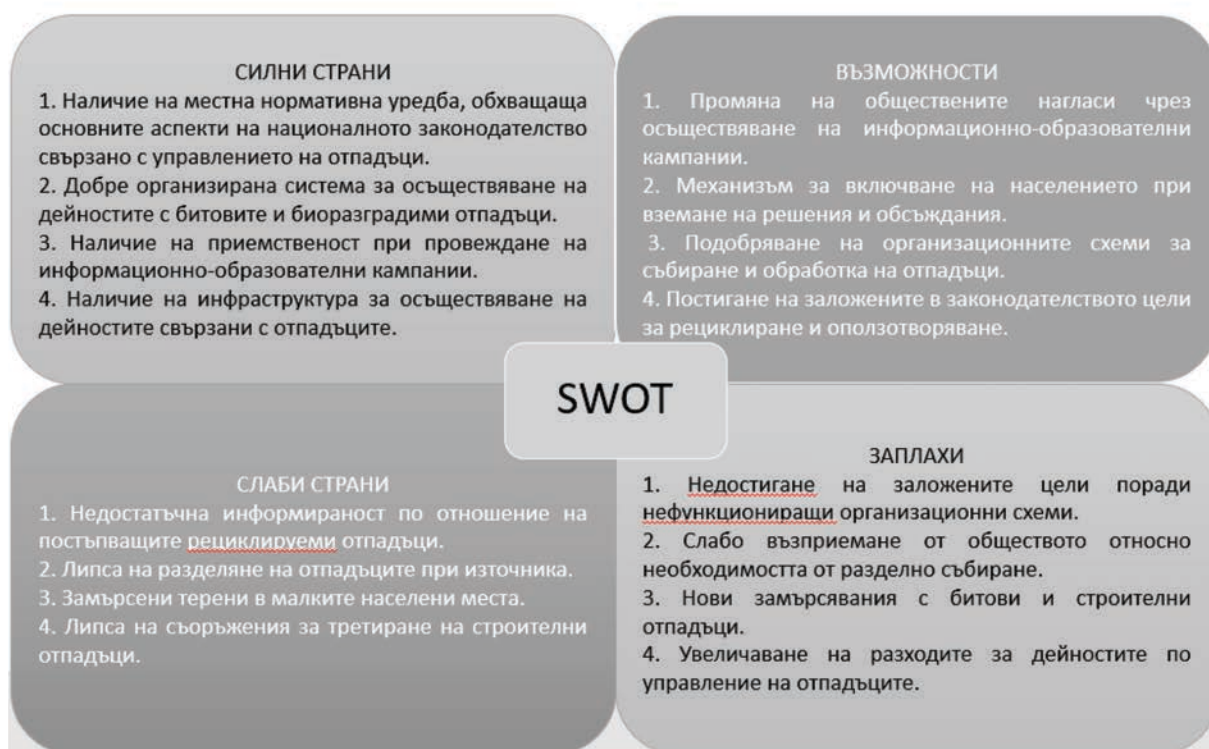 СИЛНИ СТРАНИ
1. Наличие на местна нормативна уредба, обхващаща
основните аспекти на националното законодателство
свързано с управлението на отпадъци.
2. Добре организирана система за осъществяване на
дейностите с битовите и биоразградими отпадъци.
3. Наличие на приемственост при провеждане на
информационно-образователни кампании.
4. Наличие на инфраструктура за осъществяване на
дейностите свързани с отпадъците.
ВЪЗМОЖНОСТИ
1. Промяна на обществените нагласи чрез
осъществяване на информационно-образователни
кампании.
2. Механизъм за включване на населението при
вземане на решения и обсъждания.
3. Подобряване на организационните схеми за
събиране и обработка на отпадъци.
4. Постигане на заложените в законодателството цели
за рециклиране и оползотворяване.
SWOT
СЛАБИ СТРАНИ
1. Недостатъчна информираност по отношение на
постъпващите рециклируеми отпадъци.
2. Липса на разделяне на отпадъците при източника.
3. Замърсени терени в малките населени места.
4. Липса на съоръжения за третиране на строителни
отпадъци.
ЗАПЛАХИ
1. Недостигане на заложените цели поради
нефункциониращи организационни схеми.
2. Слабо възприемане от обществото относно
необходимостта от разделно събиране.
3. Нови замърсявания с битови и строителни
отпадъци.
4. Увеличаване на разходите за дейностите по
управление на отпадъците.